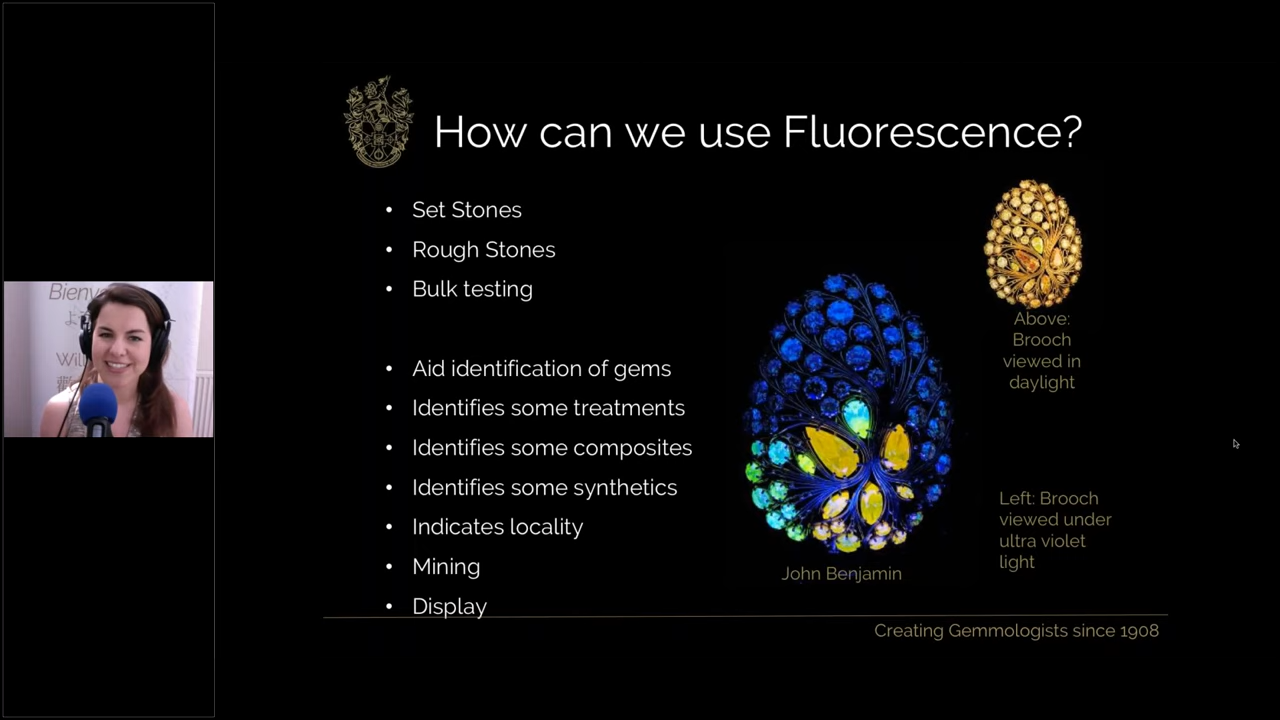 How can we use Fluorescence?
• Set Stones
• Rough Stones
• Bulk testing
• Aid identification of gems
• Identifies some treatments
• Identifies some composites
• Identifies some synthetics
• Indicates locality
• Mining
• Display
Above:
Brooch
viewed in
daylight
Left: Brooch
viewed under
ultra violet
light
John Benjamin
Creating Gemmologists since 1908